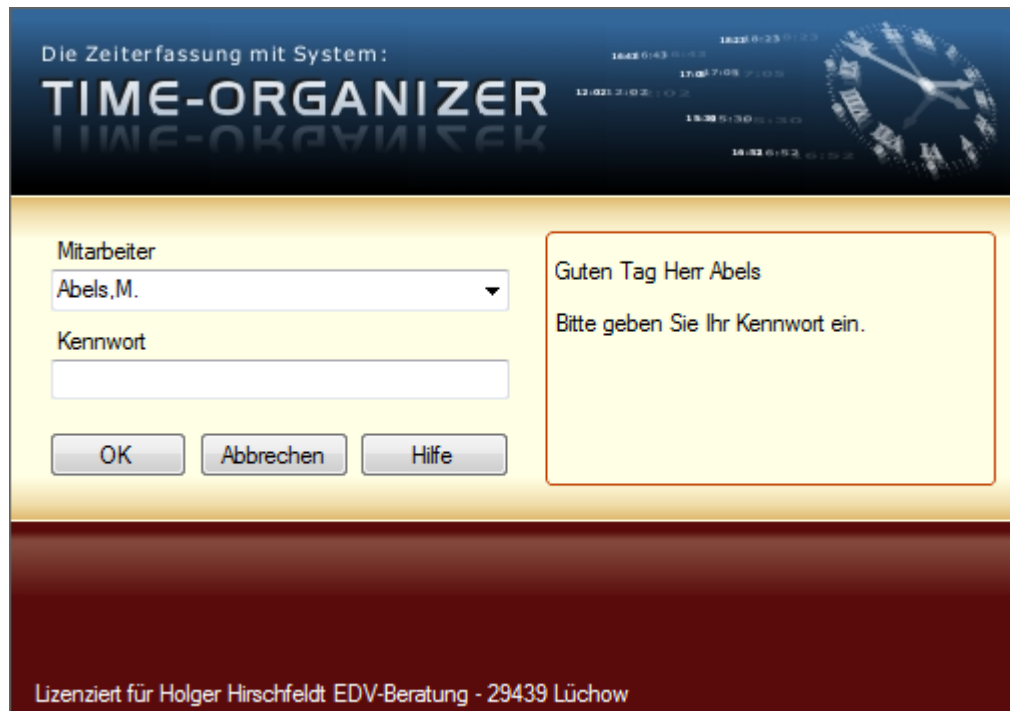 Die Zeiterfassung mit System:
TIME-ORGANIZER
Mitarbeiter
Abels,M.
Kennwort
OK
Abbrechen
Hilfe
Guten Tag Herr Abels
Bitte geben Sie Ihr Kennwort ein.
Lizenziert für Holger Hirschfeldt EDV-Beratung - 29439 Lüchow